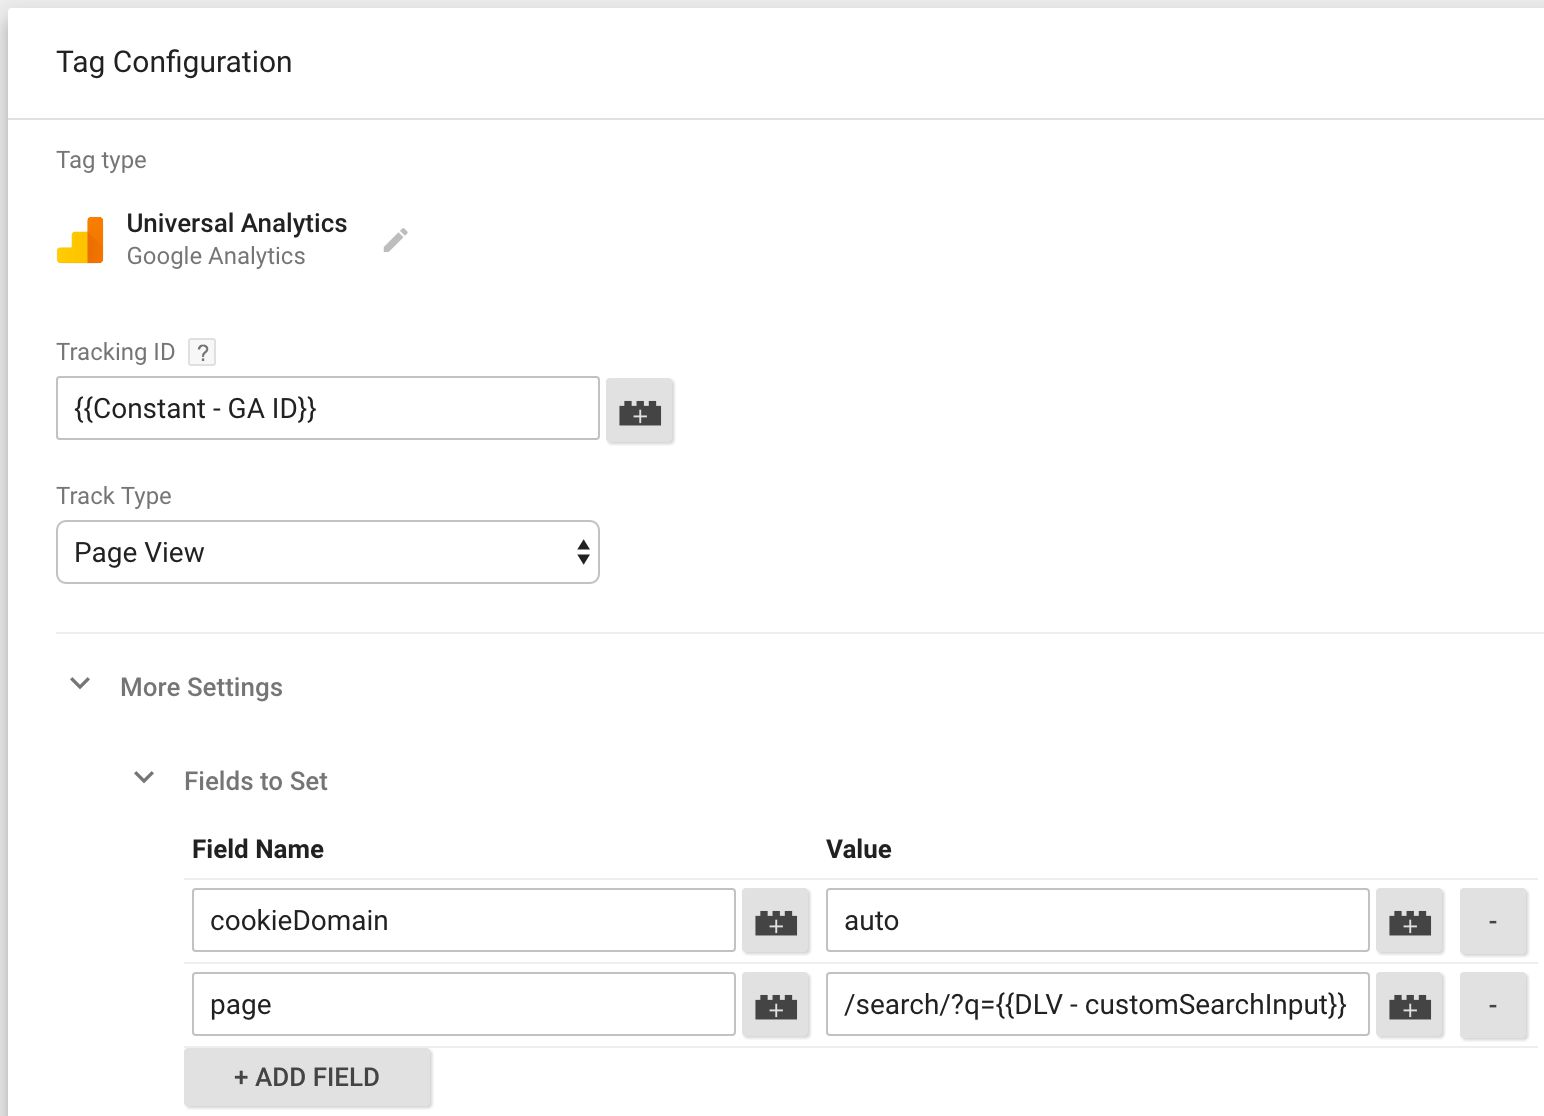 Tag Configuration
Tag type
Universal Analytics
Google Analytics
Tracking ID ?
{{Constant - GA ID}}
Track Type
Page View
More Settings
Fields to Set
Field Name Value
cookieDomain auto -
page /search/?q={{DLV - customSearchInput}} -
+ ADD FIELD